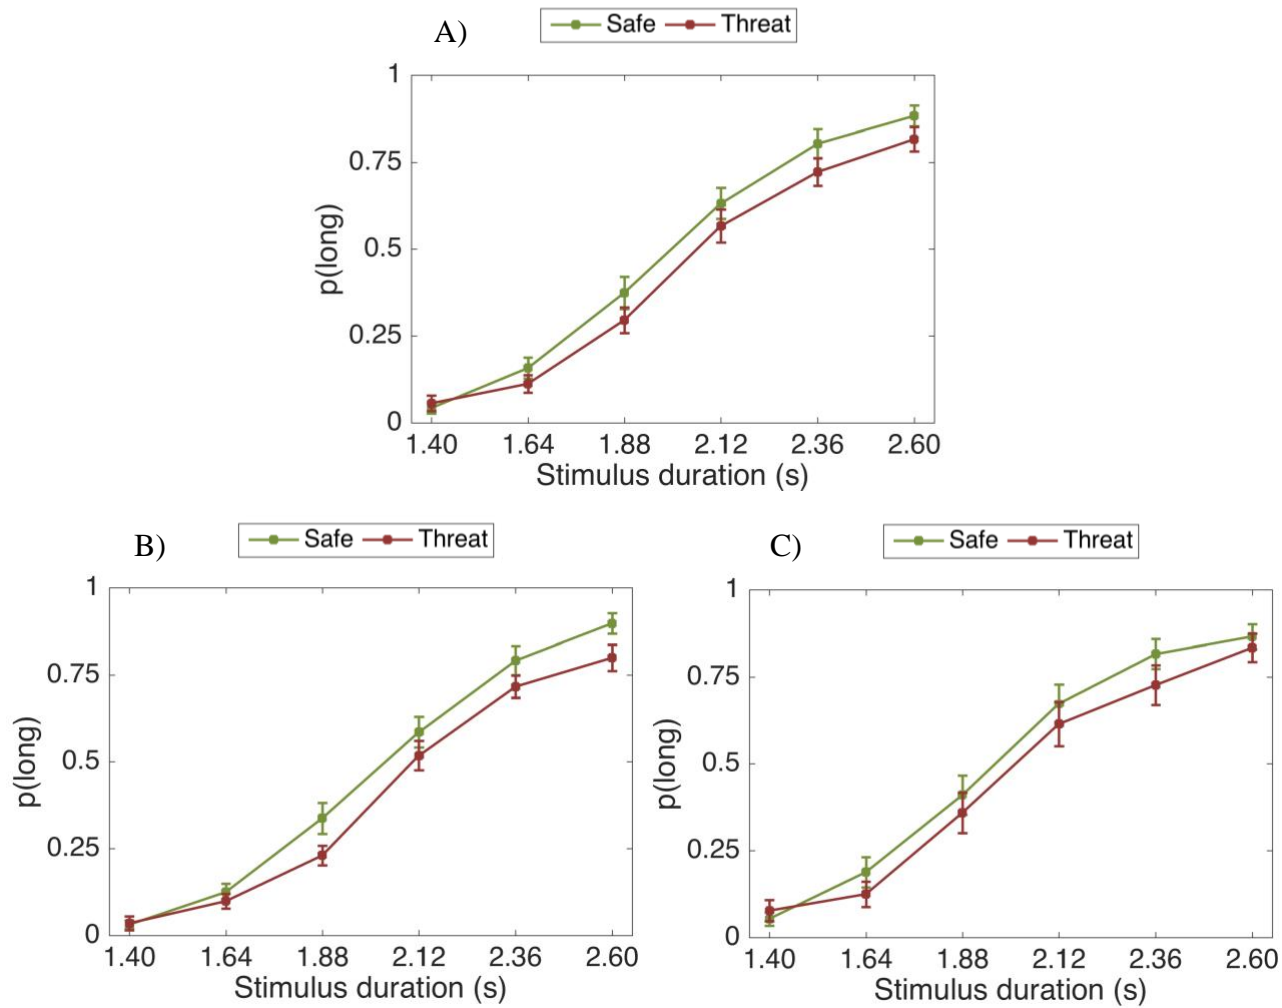 A)
Safe Threat
1
0.75
0.5
0.25
0
p(long)
1.40 1.64 1.88 2.12 2.36 2.60
Stimulus duration (s)
B)
Safe Threat
1
0.75
0.5
0.25
0
p(long)
1.40 1.64 1.88 2.12 2.36 2.60
Stimulus duration (s)
C)
Safe Threat
1
0.75
0.5
0.25
0
p(long)
1.40 1.64 1.88 2.12 2.36 2.60
Stimulus duration (s)